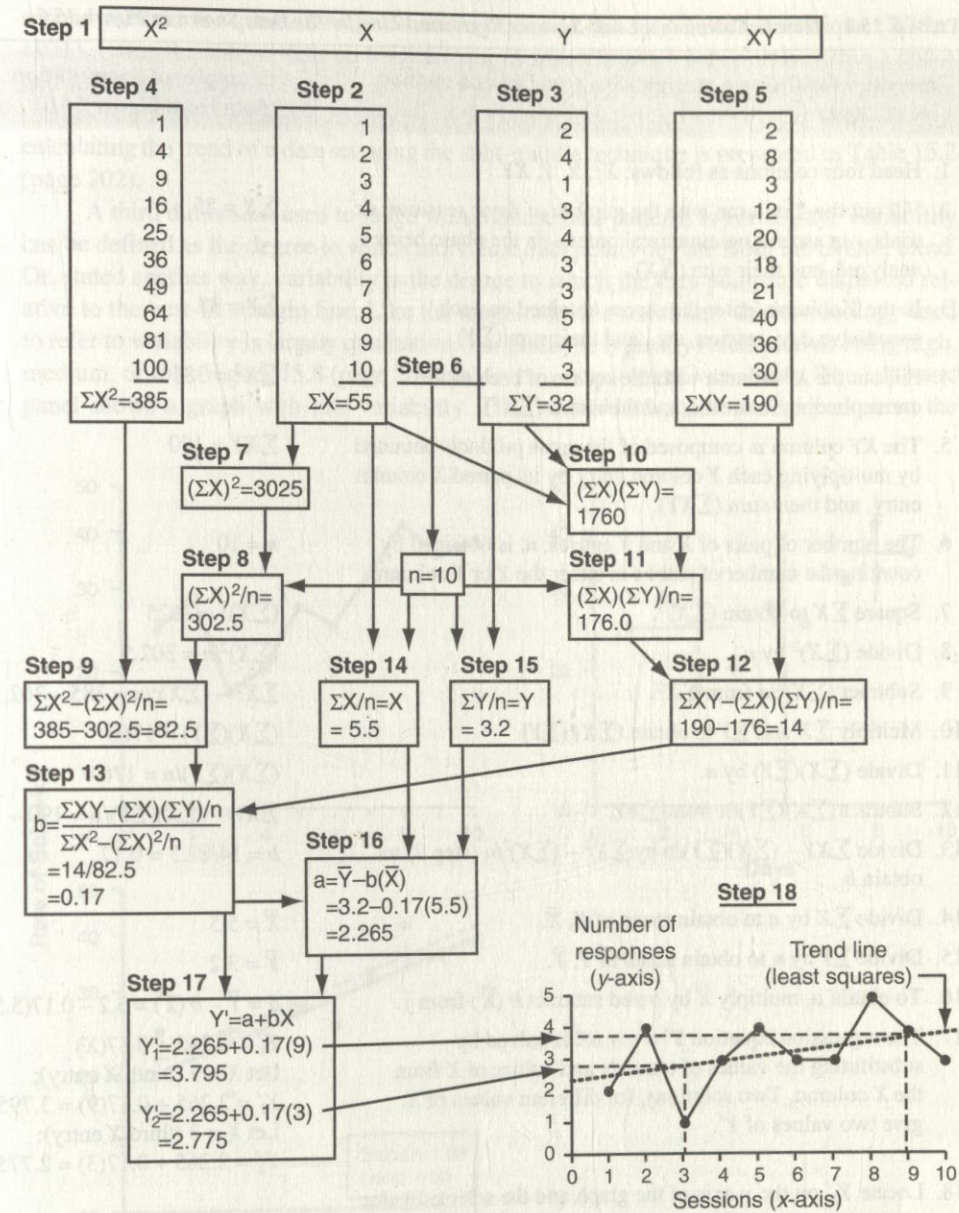 Step 1 X² X Y XY
Step 4
1
4
9
16
25
36
49
64
81
100
ΣX²=385
Step 2
1
2
3
4
5
6
7
8
9
10
ΣX=55
Step 3
2
4
1
3
4
3
3
5
4
3
ΣY=32
Step 5
2
8
3
12
20
18
21
40
36
30
ΣXY=190
Step 6
n=10
Step 7
(ΣX)²=3025
Step 10
(ΣX)(ΣY)=
1760
Step 8
(ΣX)²/n=
302.5
Step 11
(ΣX)(ΣY)/n=
176.0
Step 9
ΣX²–(ΣX)²/n=
385–302.5=82.5
Step 14
ΣX/n=X
= 5.5
Step 15
ΣY/n=Y
= 3.2
Step 12
ΣXY–(ΣX)(ΣY)/n=
190–176=14
Step 13
b= ΣXY–(ΣX)(ΣY)/n
ΣX²–(ΣX)²/n
=14/82.5
=0.17
Step 16
a=Y̅–b(X̅)
=3.2–0.17(5.5)
=2.265
Step 17
Y'=a+bX
Y'₁=2.265+0.17(9)
=3.795
Y'₂=2.265+0.17(3)
=2.775
Step 18
Number of
responses
(y-axis)
Trend line
(least squares)
5
4
3
2
1
0
0 1 2 3 4 5 6 7 8 9 10
Sessions (x-axis)